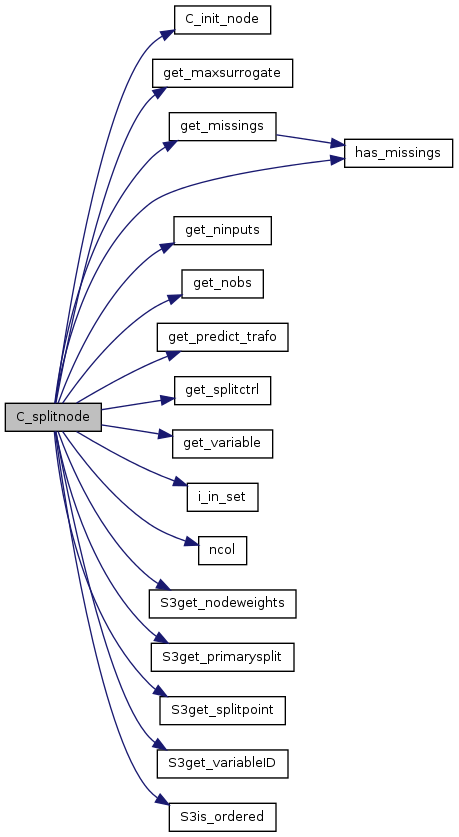 C_init_node
get_maxsurrogate
get_missings
has_missings
get_ninputs
get_nobs
get_predict_trafo
get_splitctrl
C_splitnode
get_variable
i_in_set
ncol
S3get_nodeweights
S3get_primarysplit
S3get_splitpoint
S3get_variableID
S3is_ordered